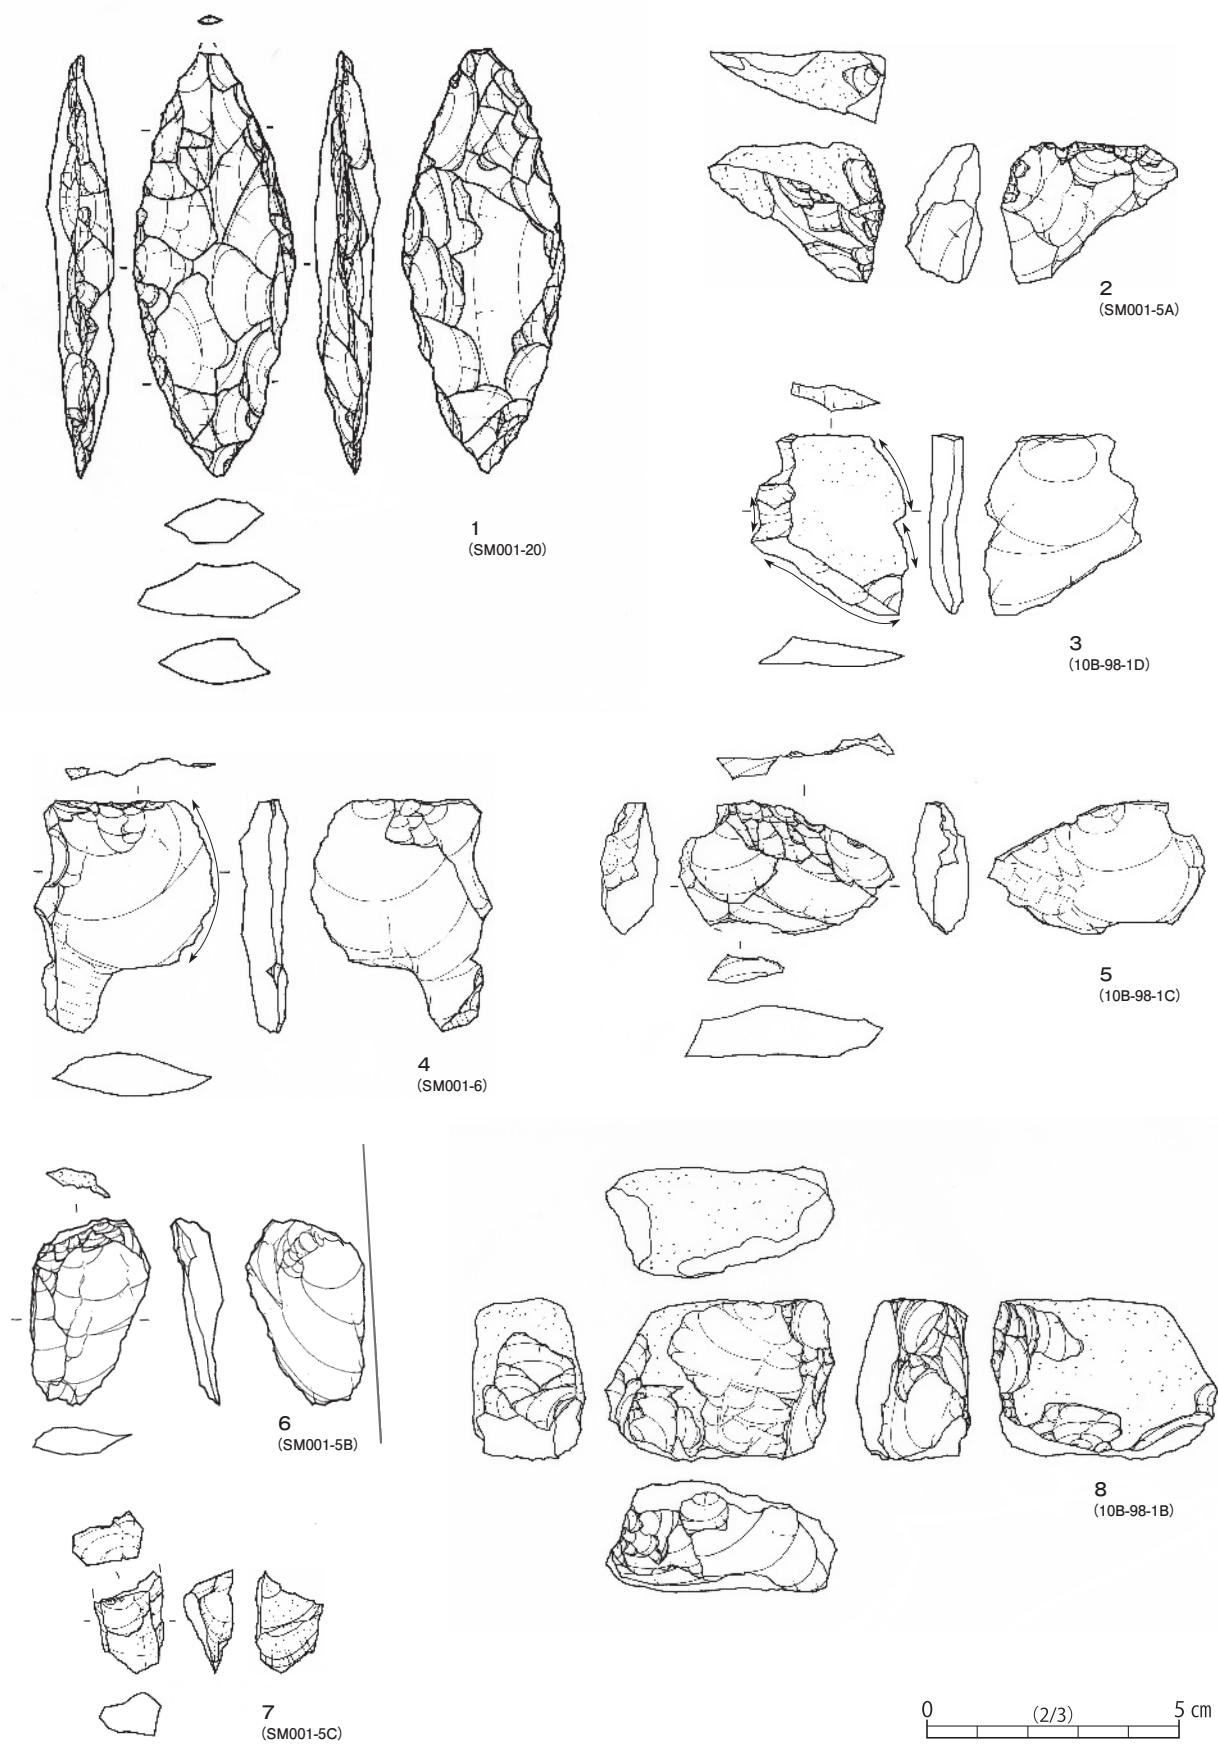 1
(SM001-20)
2
(SM001-5A)
3
(10B-98-1D)
4
(SM001-6)
5
(10B-98-1C)
6
(SM001-5B)
7
(SM001-5C)
8
(10B-98-1B)
0 (2/3) 5 cm